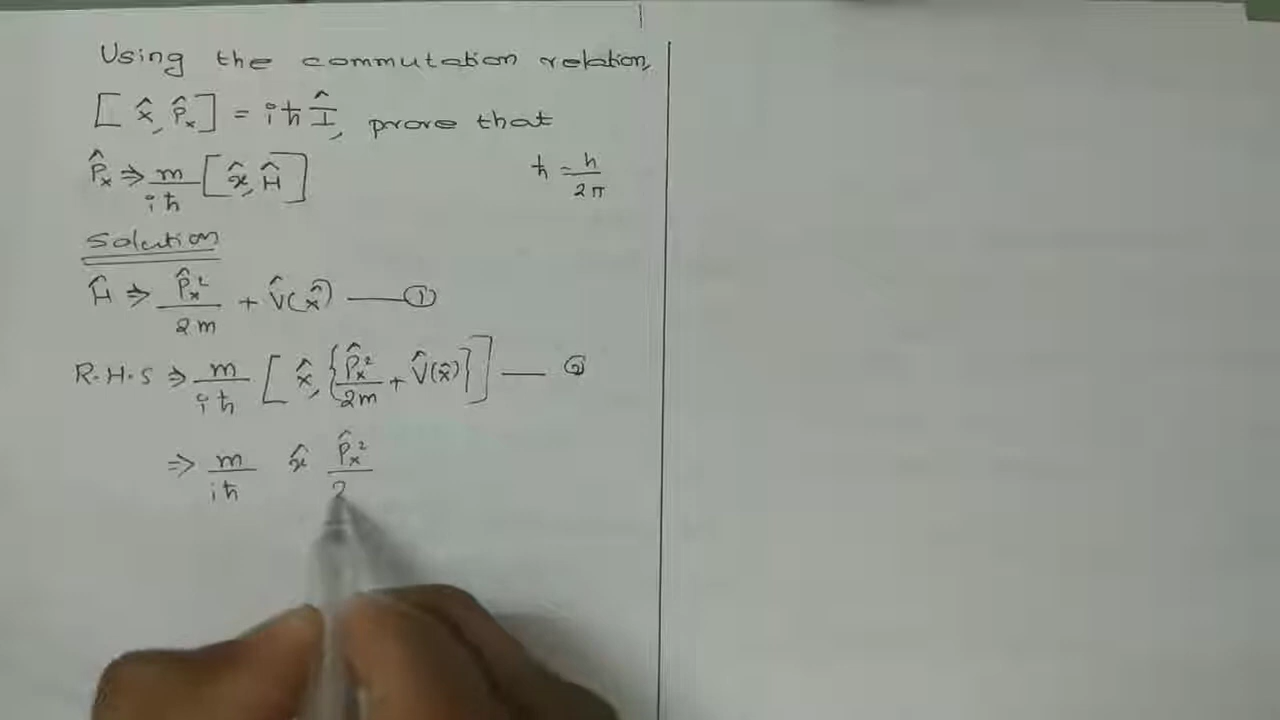 Using the commutation relation,
[x̂, P̂ₓ] = iħÎ, prove that
P̂ₓ ⇒ m/iħ [x̂, Ĥ]
ħ = h/2π
Solution
Ĥ ⇒ P̂ₓ²/2m + V̂(x̂) —— ①
R.H.S ⇒ m/iħ [x̂, {P̂ₓ²/2m + V̂(x̂)}] —— ②
⇒ m/iħ x̂ P̂ₓ²/2